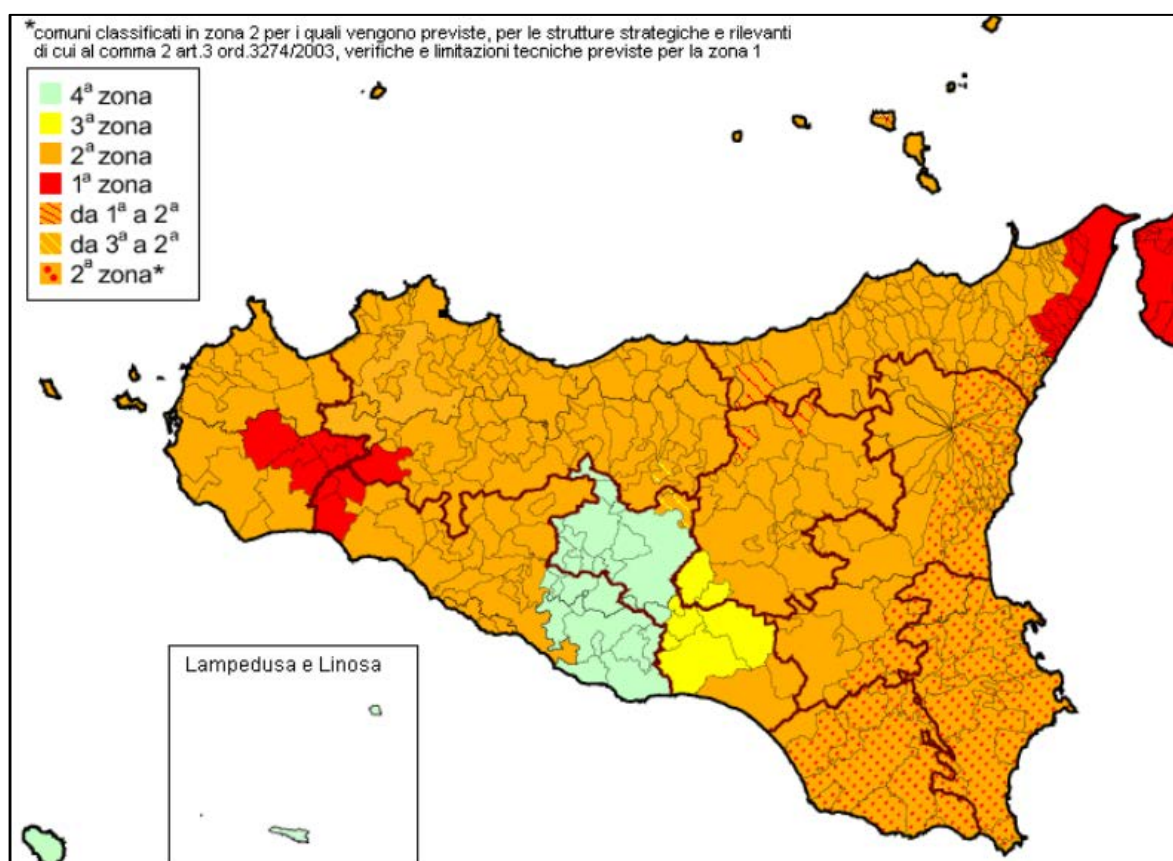 *comuni classificati in zona 2 per i quali vengono previste, per le strutture strategiche e rilevanti
di cui al comma 2 art.3 ord.3274/2003, verifiche e limitazioni tecniche previste per la zona 1
4ª zona
3ª zona
2ª zona
1ª zona
da 1ª a 2ª
da 3ª a 2ª
2ª zona*
Lampedusa e Linosa